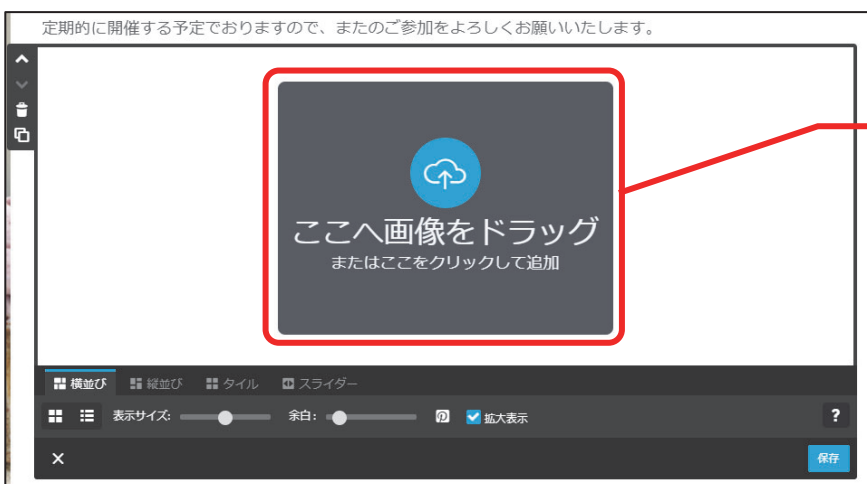 定期的に開催する予定でおりますので、またのご参加をよろしくお願いいたします。
ここへ画像をドラッグ
またはここをクリックして追加
横並び 縦並び タイル スライダー
表示サイズ: 余白: 拡大表示 ?
保存